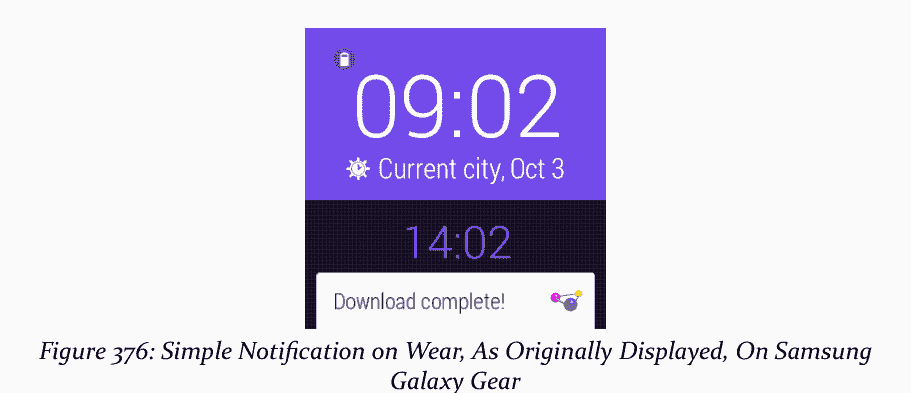 09:02
Current city, Oct 3
14:02
Download complete!
Figure 376: Simple Notification on Wear, As Originally Displayed, On Samsung
Galaxy Gear